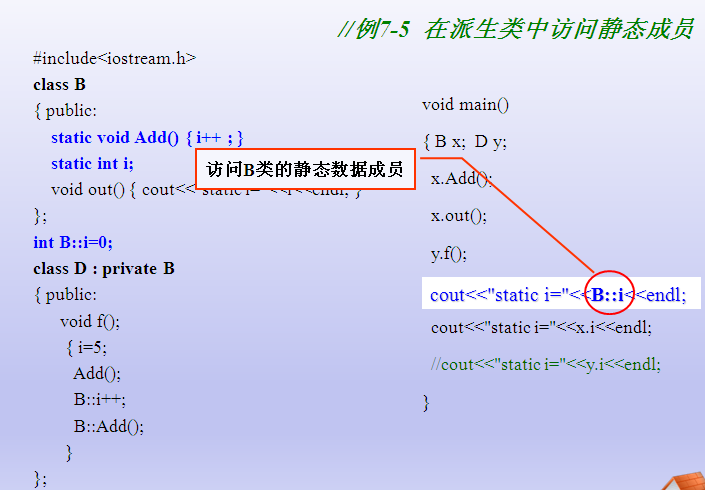 //例7-5 在派生类中访问静态成员
#include<iostream.h>
class B
{ public:
static void Add() { i++ ; }
static int i;
void out() { cout<<"static i="<<i<<endl; }
};
int B::i=0;
class D : private B
{ public:
void f();
{ i=5;
Add();
B::i++;
B::Add();
}
};
访问B类的静态数据成员
void main()
{ B x; D y;
x.Add();
x.out();
y.f();
cout<<"static i="<<B::i<<endl;
cout<<"static i="<<x.i<<endl;
//cout<<"static i="<<y.i<<endl;
}